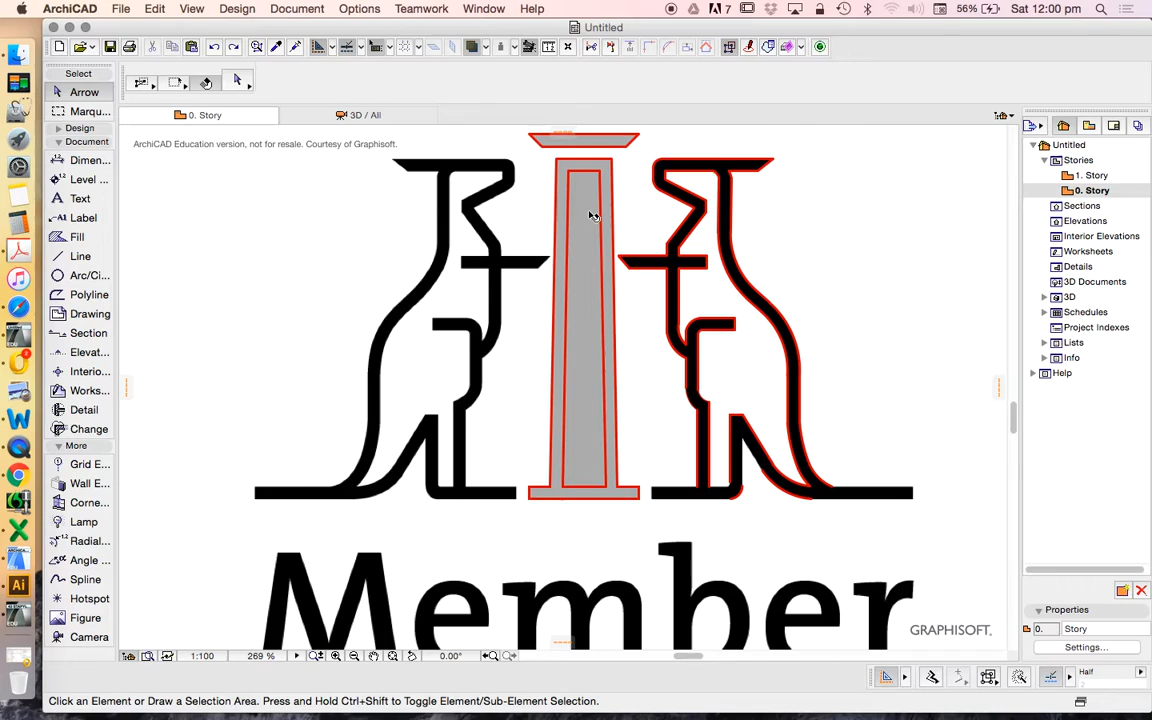 ArchiCAD File Edit View Design Document Options Teamwork Window Help 7 56% Sat 12:00 pm
Untitled
Select
Arrow
Marqu...
Design
Document
Dimen...
Level ...
Text
A1 Label
Fill
Line
Arc/Ci...
Polyline
Drawing
Section
Elevat...
Interio...
Works...
Detail
Change
More
Grid E...
Wall E...
Corne...
Lamp
Radial...
Angle ...
Spline
Hotspot
Figure
Camera
0. Story
3D / All
ArchiCAD Education version, not for resale. Courtesy of Graphisoft.
Member
GRAPHISOFT.
Untitled
Stories
1. Story
0. Story
Sections
Elevations
Interior Elevations
Worksheets
Details
3D Documents
3D
Schedules
Project Indexes
Lists
Info
Help
Properties
0. Story
Settings...
1:100 269 % 0.00°
Half
2
Click an Element or Draw a Selection Area. Press and Hold Ctrl+Shift to Toggle Element/Sub-Element Selection.